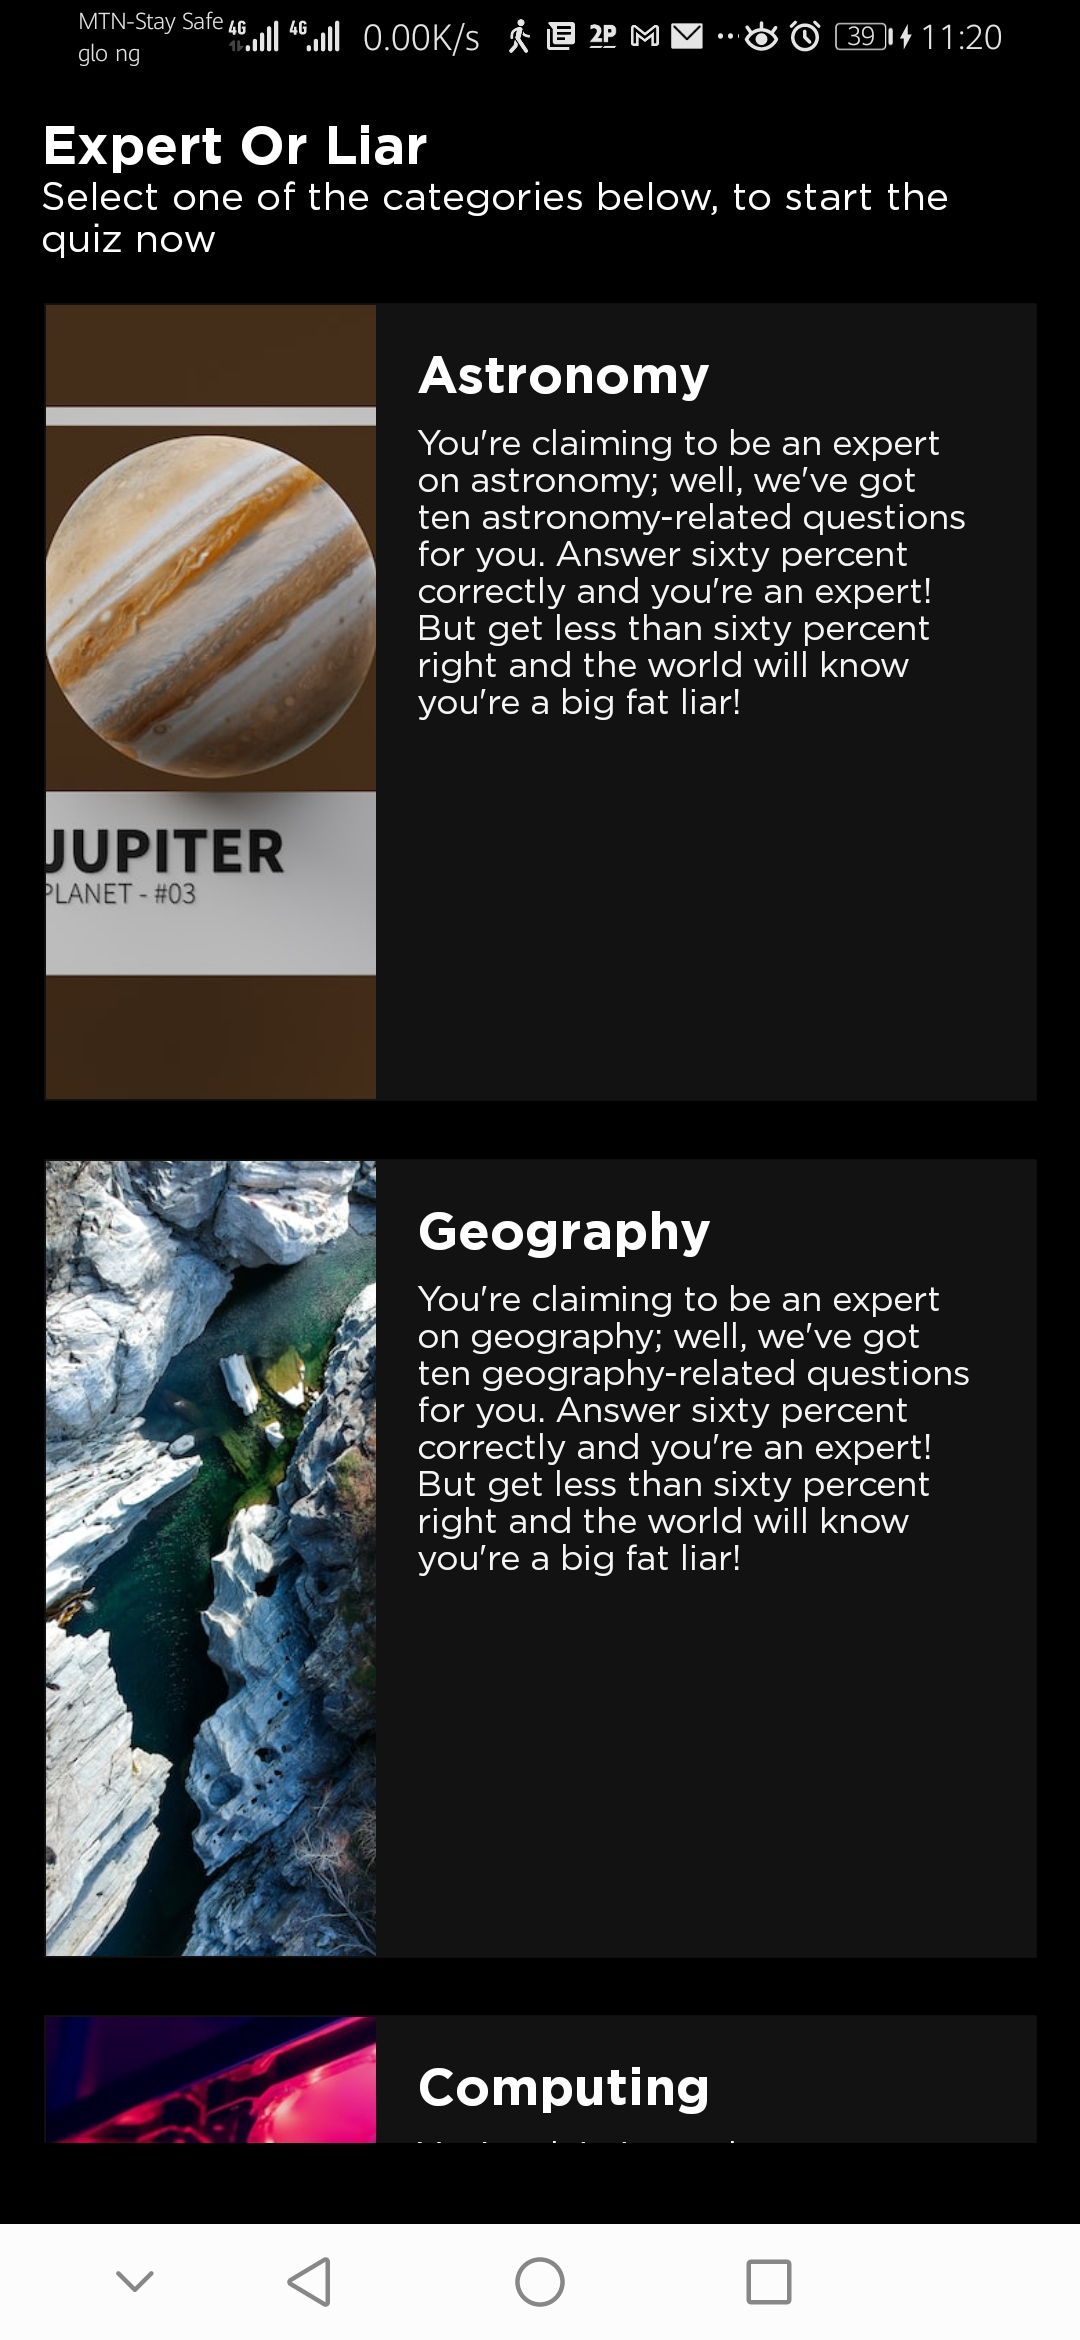 MTN-Stay Safe
glo ng
4G 4G 0.00K/s 2P 39 11:20
Expert Or Liar
Select one of the categories below, to start the
quiz now
JUPITER
PLANET - #03
Astronomy
You're claiming to be an expert
on astronomy; well, we've got
ten astronomy-related questions
for you. Answer sixty percent
correctly and you're an expert!
But get less than sixty percent
right and the world will know
you're a big fat liar!
Geography
You're claiming to be an expert
on geography; well, we've got
ten geography-related questions
for you. Answer sixty percent
correctly and you're an expert!
But get less than sixty percent
right and the world will know
you're a big fat liar!
Computing